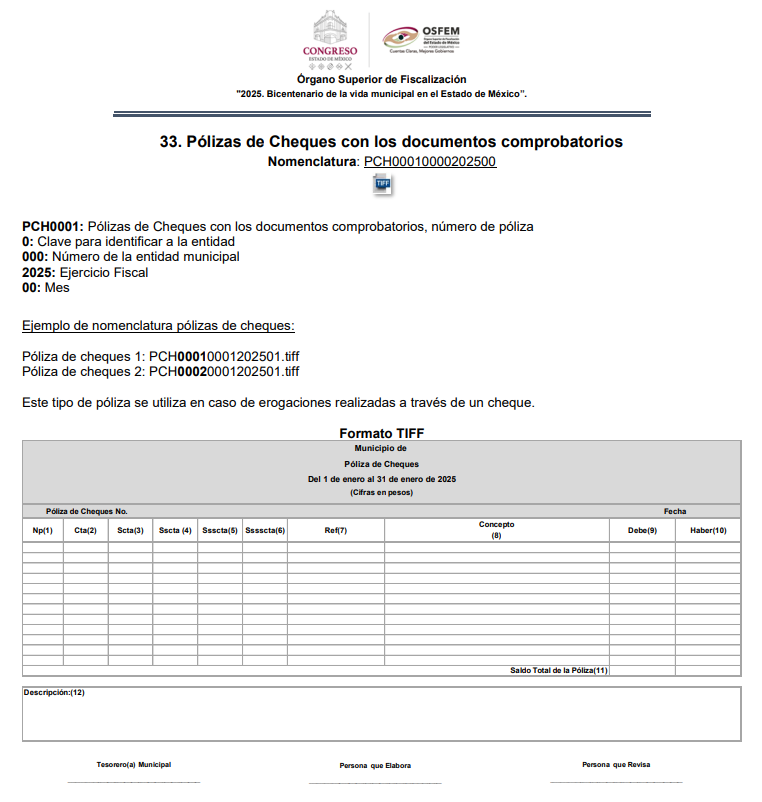 CONGRESO
ESTADO DE MÉXICO
OSFEM
Cuentas Claras, Mejores Gobiernos
Órgano Superior de Fiscalización
"2025. Bicentenario de la vida municipal en el Estado de México".
33. Pólizas de Cheques con los documentos comprobatorios
Nomenclatura: PCH00010000202500
TIFF
PCH0001: Pólizas de Cheques con los documentos comprobatorios, número de póliza
0: Clave para identificar a la entidad
000: Número de la entidad municipal
2025: Ejercicio Fiscal
00: Mes
Ejemplo de nomenclatura pólizas de cheques:
Póliza de cheques 1: PCH00010001202501.tiff
Póliza de cheques 2: PCH00020001202501.tiff
Este tipo de póliza se utiliza en caso de erogaciones realizadas a través de un cheque.
Formato TIFF
Municipio de
Póliza de Cheques
Del 1 de enero al 31 de enero de 2025
(Cifras en pesos)
Póliza de Cheques No. Fecha
Np(1) Cta(2) Scta(3) Sscta (4) Ssscta(5) Sssscta(6) Ref(7) Concepto (8) Debe(9) Haber(10)
Saldo Total de la Póliza(11)
Descripción:(12)
Tesorero(a) Municipal Persona que Elabora Persona que Revisa